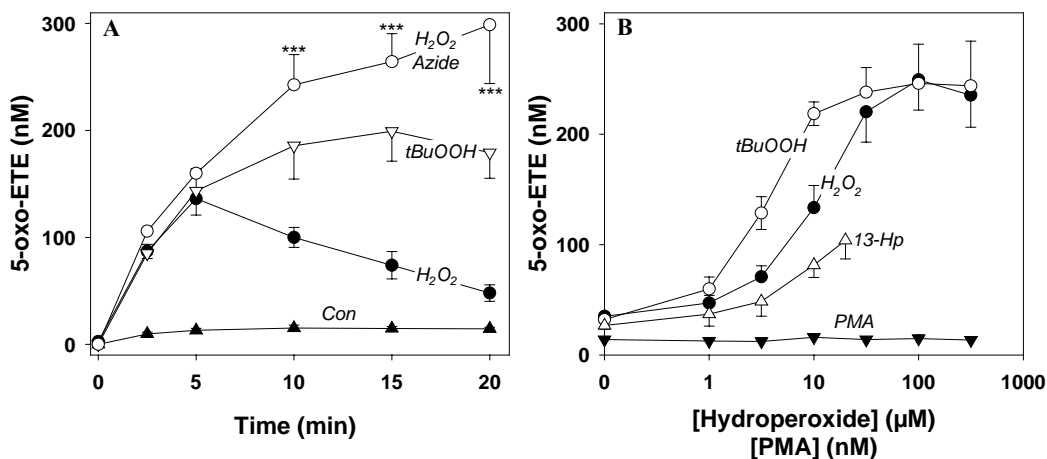 A
5-oxo-ETE (nM)
300
200
100
0
0
5
10
15
20
Time (min)
***
***
***
H₂O₂
Azide
tBuOOH
H₂O₂
Con
B
5-oxo-ETE (nM)
300
200
100
0
0
1
10
100
1000
[Hydroperoxide] (µM)
[PMA] (nM)
tBuOOH
H₂O₂
13-Hp
PMA